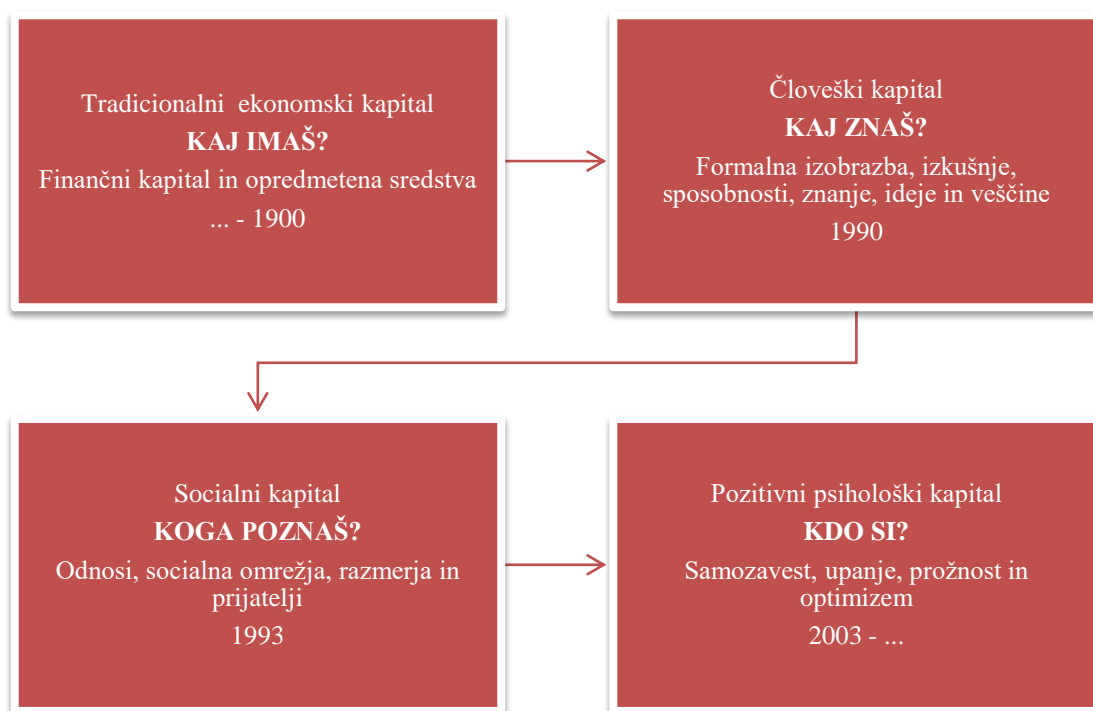 Tradicionalni ekonomski kapital
KAJ IMAŠ?
Finančni kapital in opredmetena sredstva
... - 1900
Človeški kapital
KAJ ZNAŠ?
Formalna izobrazba, izkušnje,
sposobnosti, znanje, ideje in veščine
1990
Socialni kapital
KOGA POZNAŠ?
Odnosi, socialna omrežja, razmerja in
prijatelji
1993
Pozitivni psihološki kapital
KDO SI?
Samozavest, upanje, prožnost in
optimizem
2003 - ...